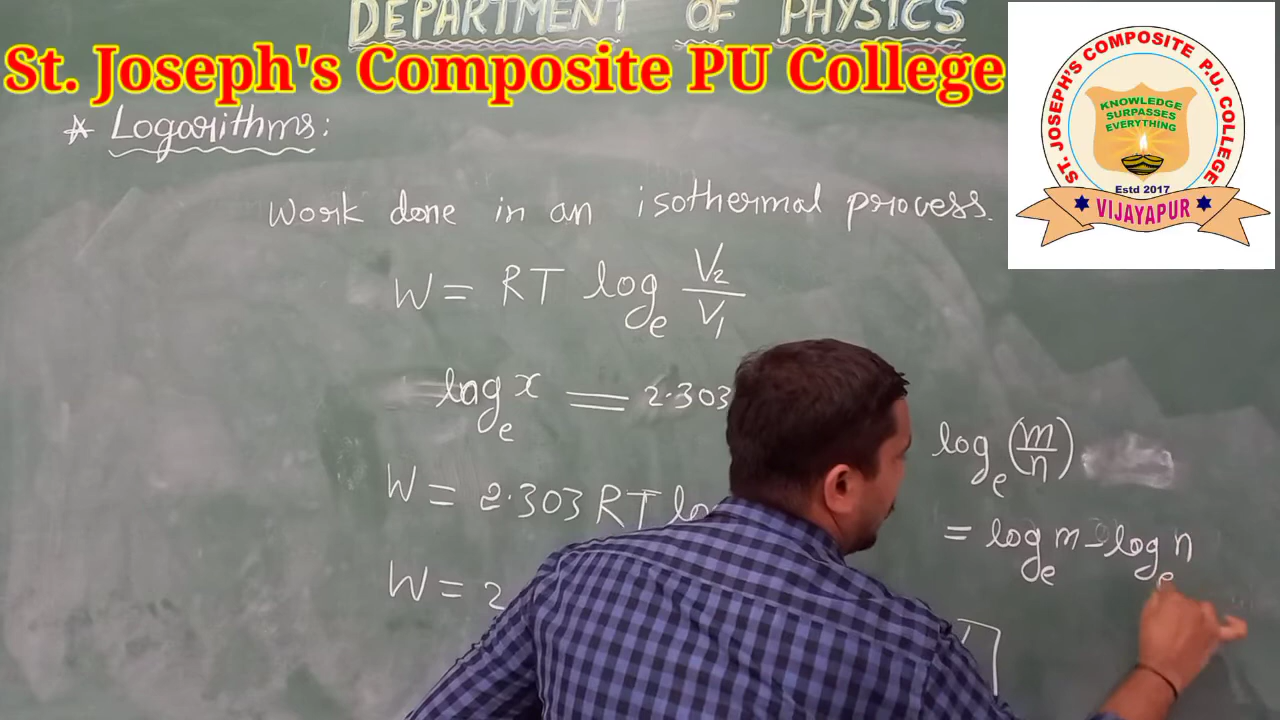 DEPARTMENT OF PHYSICS
St. Joseph's Composite PU College
ST. JOSEPH'S COMPOSITE P.U. COLLEGE
KNOWLEDGE
SURPASSES
EVERYTHING
Estd 2017
VIJAYAPUR
* Logarithms:
Work done in an isothermal process.
W = RT log_e V₂/V₁
log_e x = 2.303
W = 2.303 RT lo
W = 2
log_e (m/n)
= log_e m - log_e n